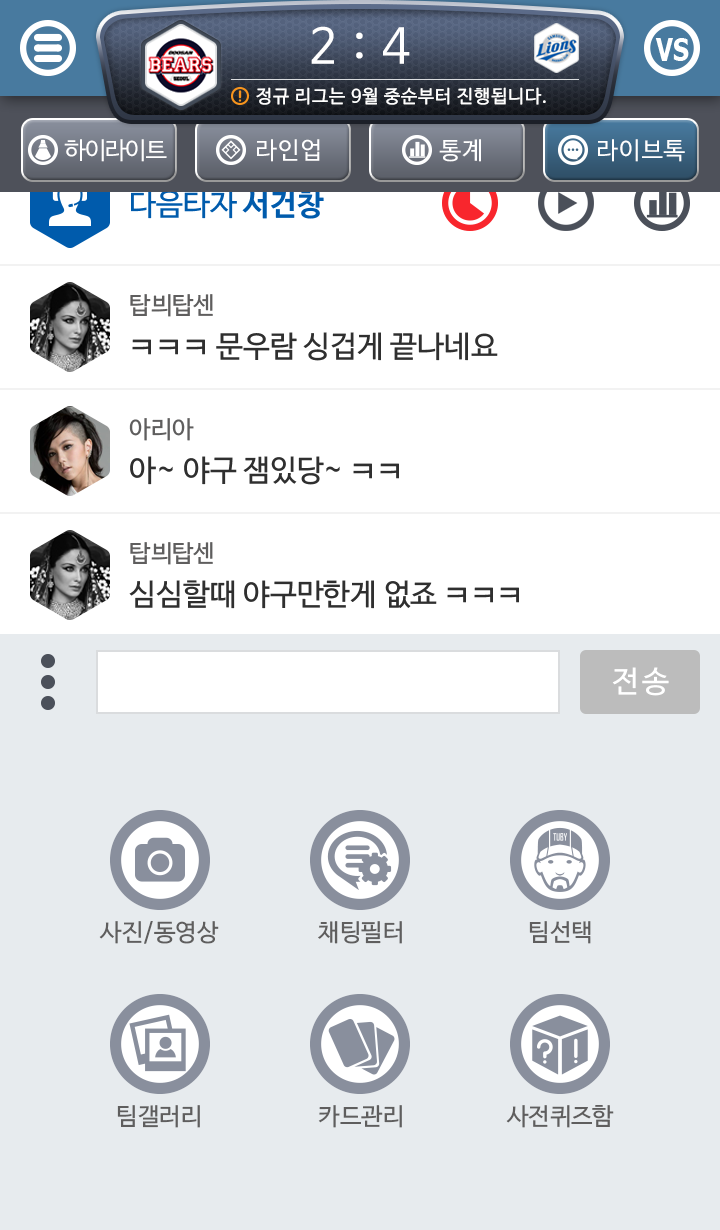 DOOSAN
BEARS
SEOUL
2 : 4
SAMSUNG
Lions
VS
정규 리그는 9월 중순부터 진행됩니다.
하이라이트 라인업 통계 라이브톡
다음타자 서건창
탑븨탑센
ㅋㅋㅋ 문우람 싱겁게 끝나네요
아리아
아~ 야구 잼있당~ ㅋㅋ
탑븨탑센
심심할때 야구만한게 없죠 ㅋㅋㅋ
전송
TUBY
사진/동영상 채팅필터 팀선택
? !
팀갤러리 카드관리 사전퀴즈함